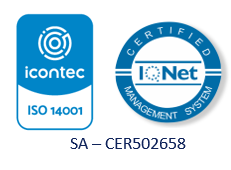 icontec
ISO 14001
CERTIFIED
IQNet
MANAGEMENT SYSTEM
SA – CER502658